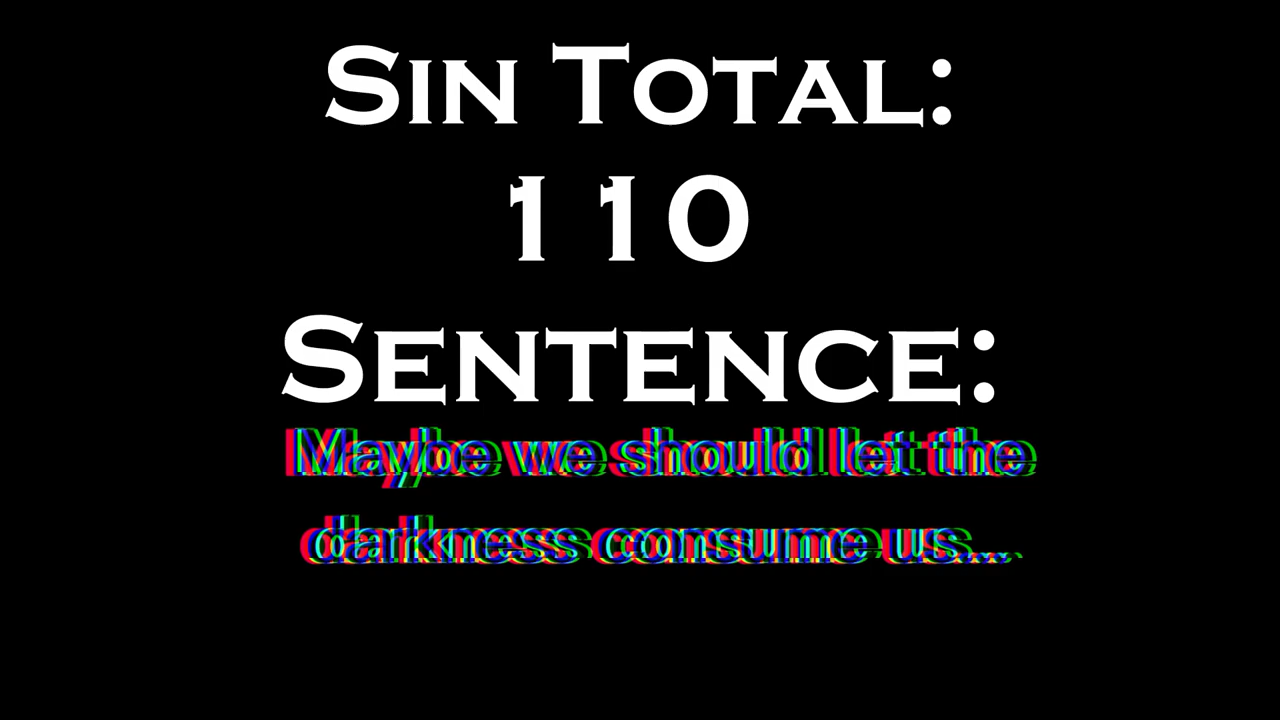 Sin Total:
110
Sentence:
Maybe we should let the
darkness consume us...